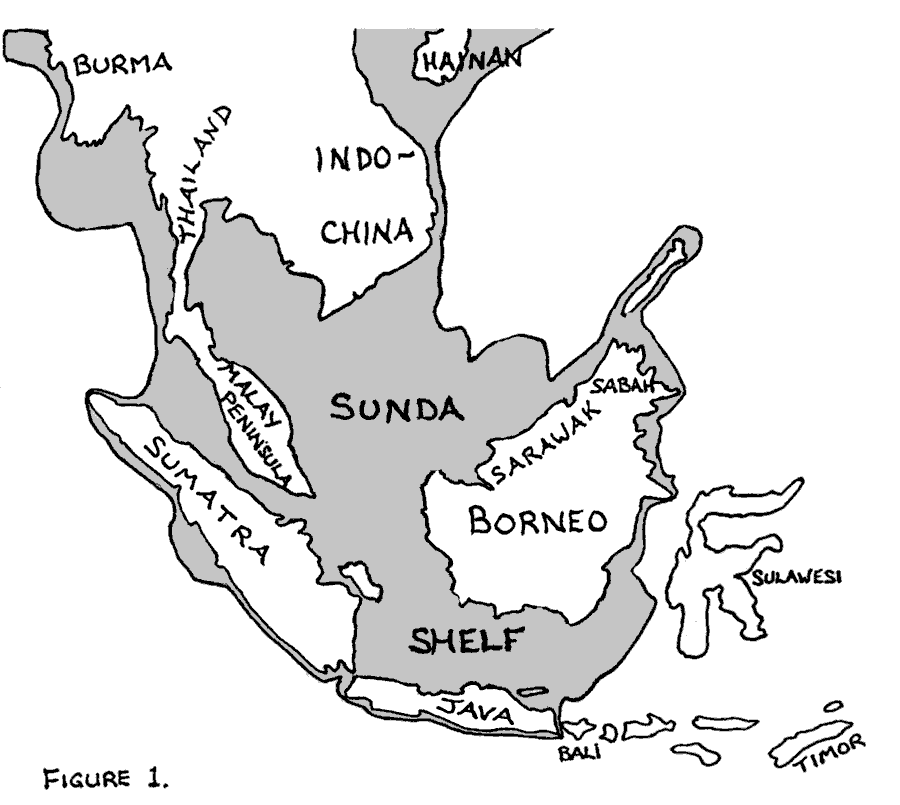 BURMA
HAINAN
THAILAND
INDO-
CHINA
MALAY
PENINSULA
SUNDA
SABAH
SARAWAK
SUMATRA
BORNEO
SULAWESI
SHELF
JAVA
BALI
TIMOR
FIGURE 1.